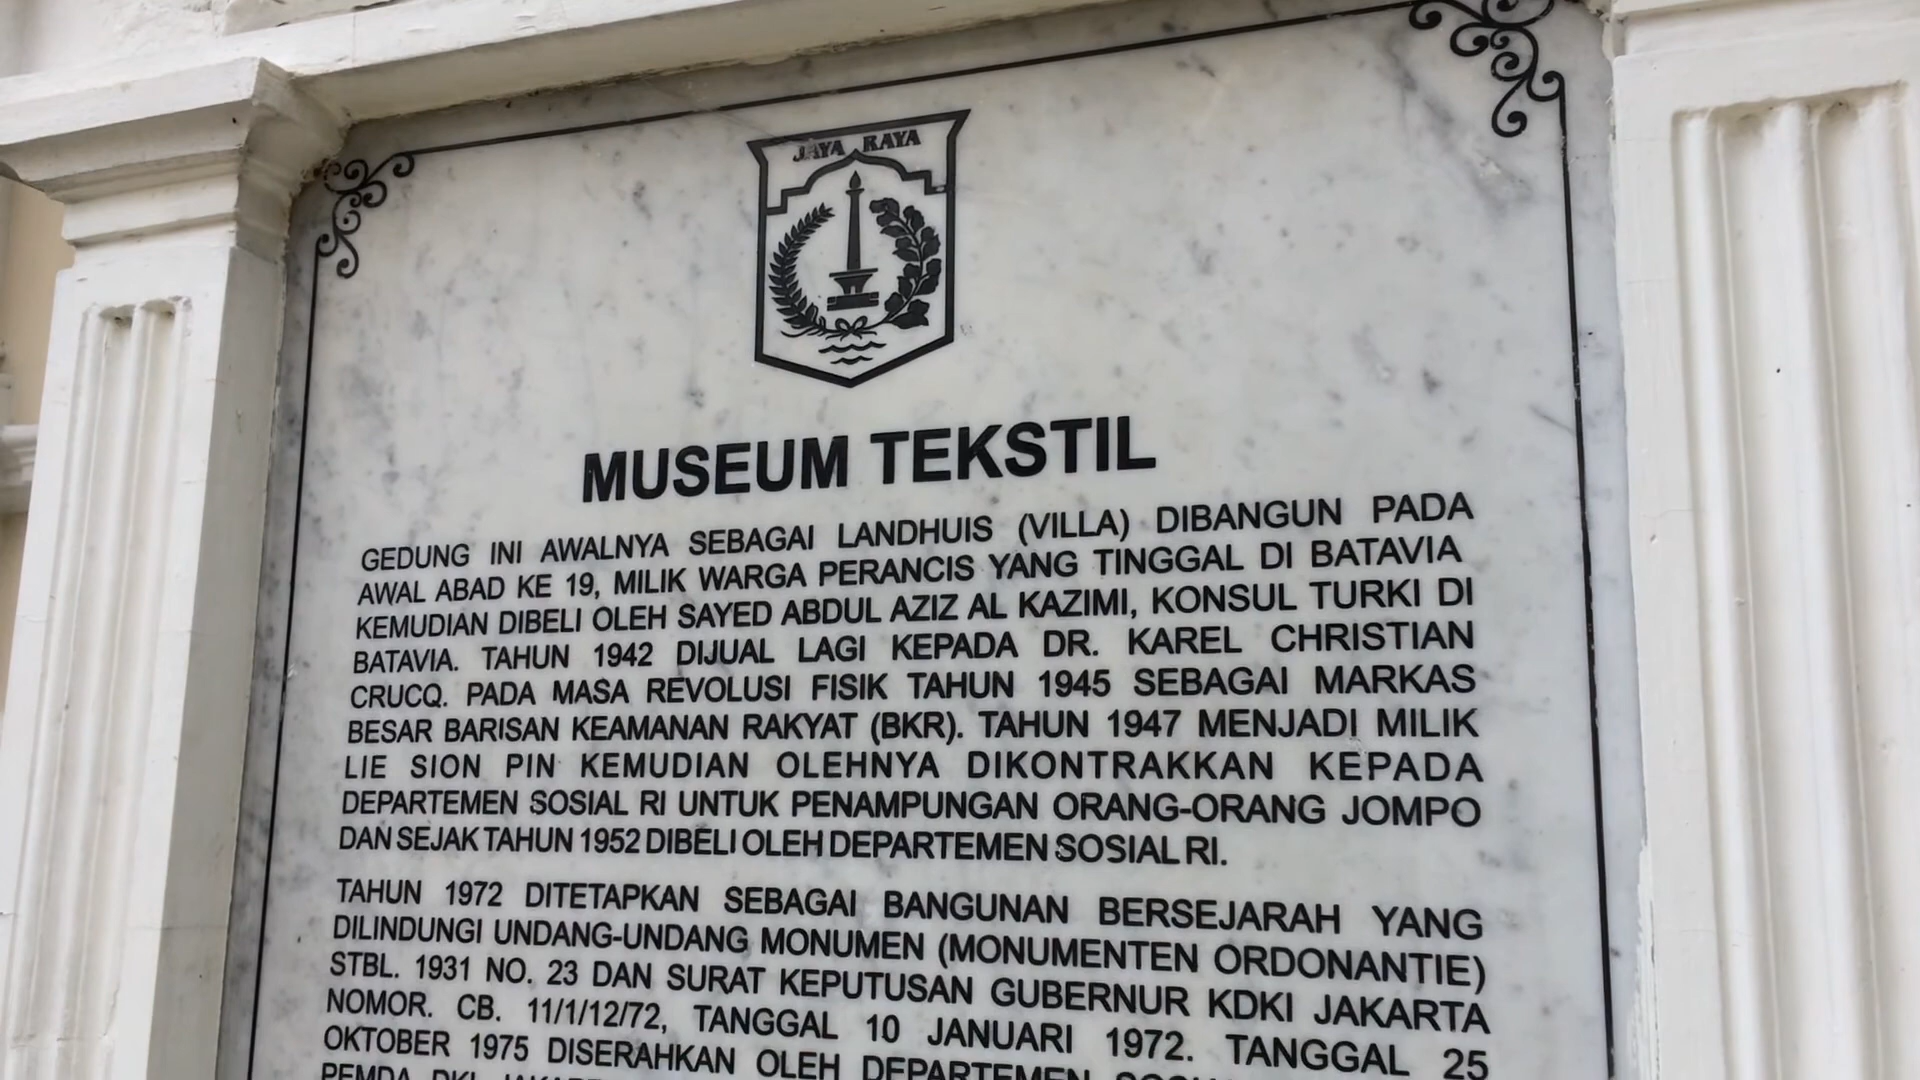 JAYA RAYA
MUSEUM TEKSTIL
GEDUNG INI AWALNYA SEBAGAI LANDHUIS (VILLA) DIBANGUN PADA
AWAL ABAD KE 19, MILIK WARGA PERANCIS YANG TINGGAL DI BATAVIA
KEMUDIAN DIBELI OLEH SAYED ABDUL AZIZ AL KAZIMI, KONSUL TURKI DI
BATAVIA. TAHUN 1942 DIJUAL LAGI KEPADA DR. KAREL CHRISTIAN
CRUCQ. PADA MASA REVOLUSI FISIK TAHUN 1945 SEBAGAI MARKAS
BESAR BARISAN KEAMANAN RAKYAT (BKR). TAHUN 1947 MENJADI MILIK
LIE SION PIN KEMUDIAN OLEHNYA DIKONTRAKKAN KEPADA
DEPARTEMEN SOSIAL RI UNTUK PENAMPUNGAN ORANG-ORANG JOMPO
DAN SEJAK TAHUN 1952 DIBELI OLEH DEPARTEMEN SOSIAL RI.
TAHUN 1972 DITETAPKAN SEBAGAI BANGUNAN BERSEJARAH YANG
DILINDUNGI UNDANG-UNDANG MONUMEN (MONUMENTEN ORDONANTIE)
STBL. 1931 NO. 23 DAN SURAT KEPUTUSAN GUBERNUR KDKI JAKARTA
NOMOR. CB. 11/1/12/72, TANGGAL 10 JANUARI 1972. TANGGAL 25
OKTOBER 1975 DISERAHKAN OLEH DEPARTEMEN
PEMDA DKI